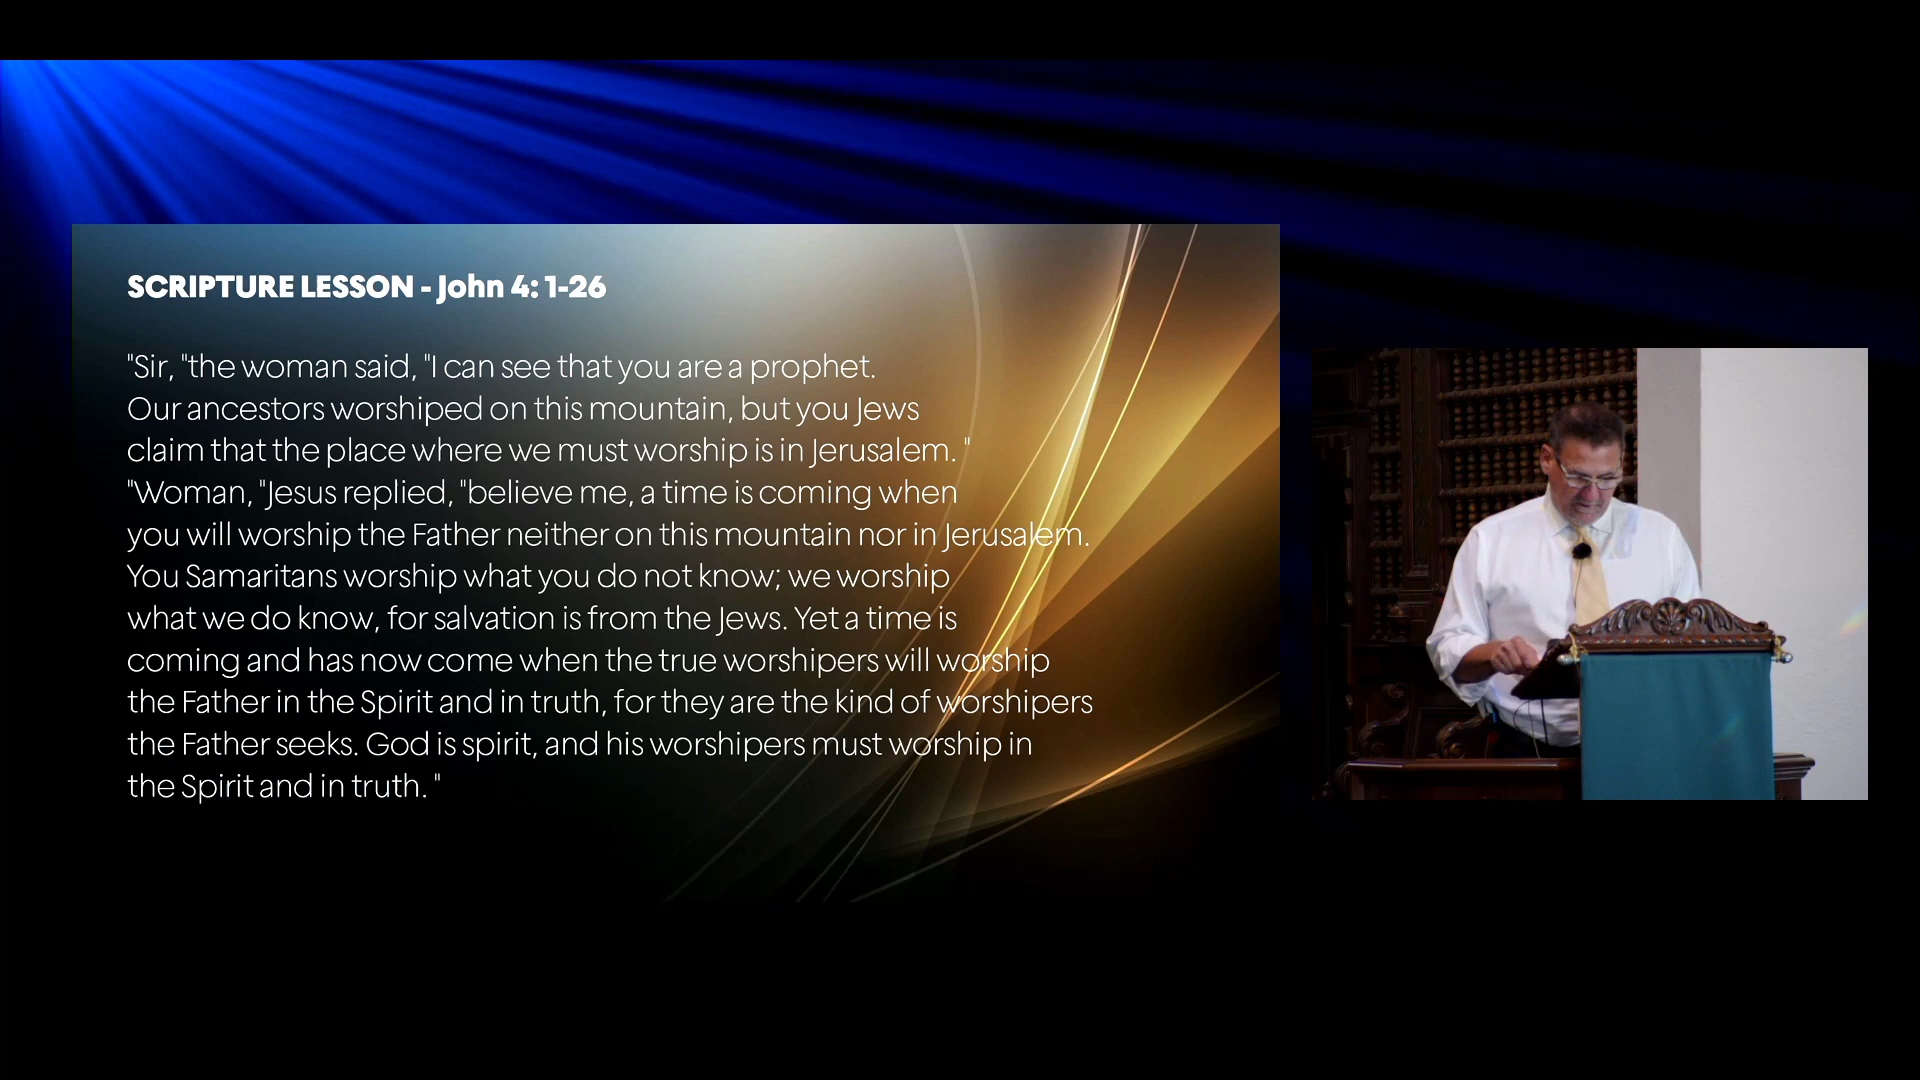 SCRIPTURE LESSON - John 4: 1-26
"Sir, "the woman said, "I can see that you are a prophet.
Our ancestors worshiped on this mountain, but you Jews
claim that the place where we must worship is in Jerusalem. "
"Woman, "Jesus replied, "believe me, a time is coming when
you will worship the Father neither on this mountain nor in Jerusalem.
You Samaritans worship what you do not know; we worship
what we do know, for salvation is from the Jews. Yet a time is
coming and has now come when the true worshipers will worship
the Father in the Spirit and in truth, for they are the kind of worshipers
the Father seeks. God is spirit, and his worshipers must worship in
the Spirit and in truth. "